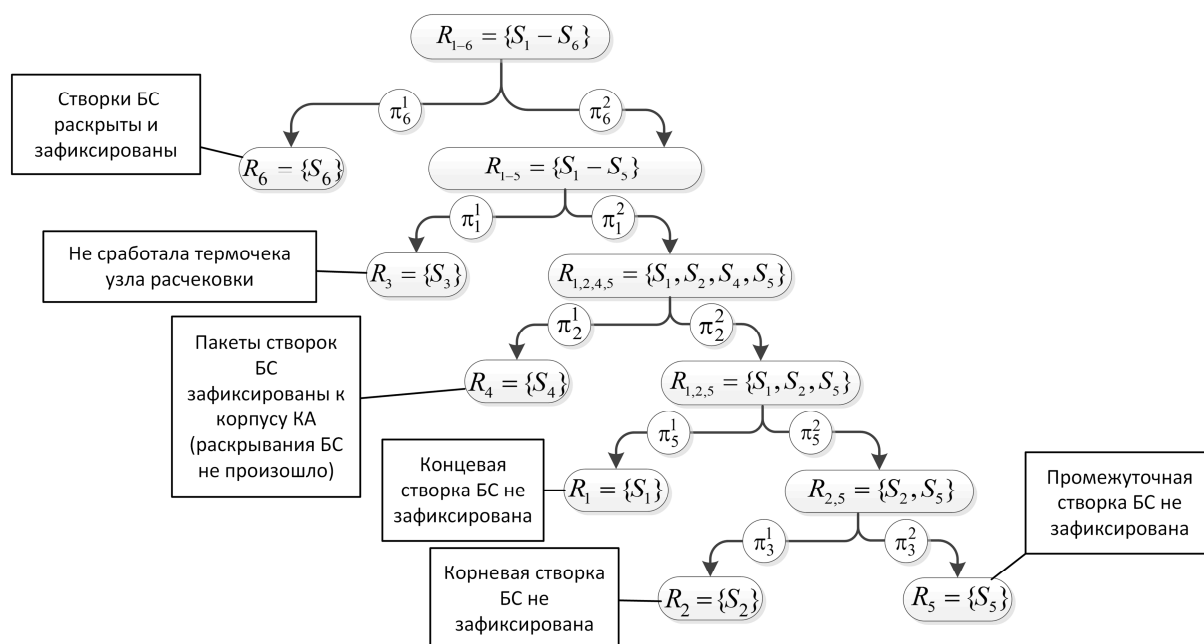 R₁₋₆ = {S₁ − S₆}
Створки БС
раскрыты и
зафиксированы
π₆¹
π₆²
R₆ = {S₆}
R₁₋₅ = {S₁ − S₅}
π₁¹
π₁²
Не сработала термочека
узла расчековки
R₃ = {S₃}
R₁,₂,₄,₅ = {S₁, S₂, S₄, S₅}
π₂¹
π₂²
Пакеты створок
БС
зафиксированы к
корпусу КА
(раскрывания БС
не произошло)
R₄ = {S₄}
R₁,₂,₅ = {S₁, S₂, S₅}
π₅¹
π₅²
Концевая
створка БС не
зафиксирована
R₁ = {S₁}
R₂,₅ = {S₂, S₅}
Промежуточная
створка БС не
зафиксирована
π₃¹
π₃²
Корневая створка
БС не
зафиксирована
R₂ = {S₂}
R₅ = {S₅}